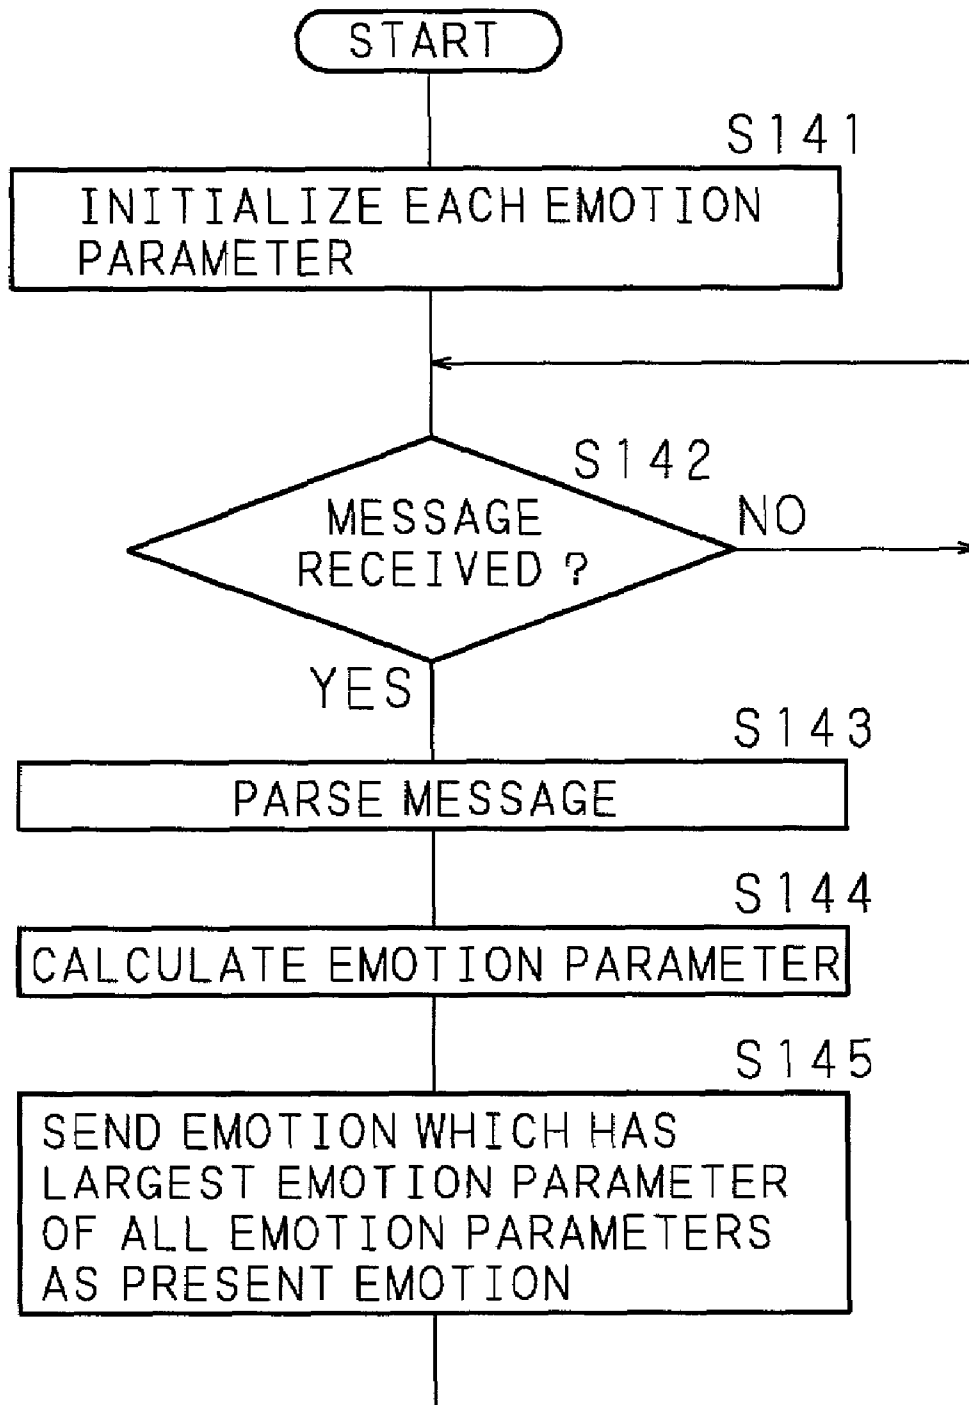 START
S141
INITIALIZE EACH EMOTION
PARAMETER
S142
MESSAGE
RECEIVED ?
NO
YES
S143
PARSE MESSAGE
S144
CALCULATE EMOTION PARAMETER
S145
SEND EMOTION WHICH HAS
LARGEST EMOTION PARAMETER
OF ALL EMOTION PARAMETERS
AS PRESENT EMOTION